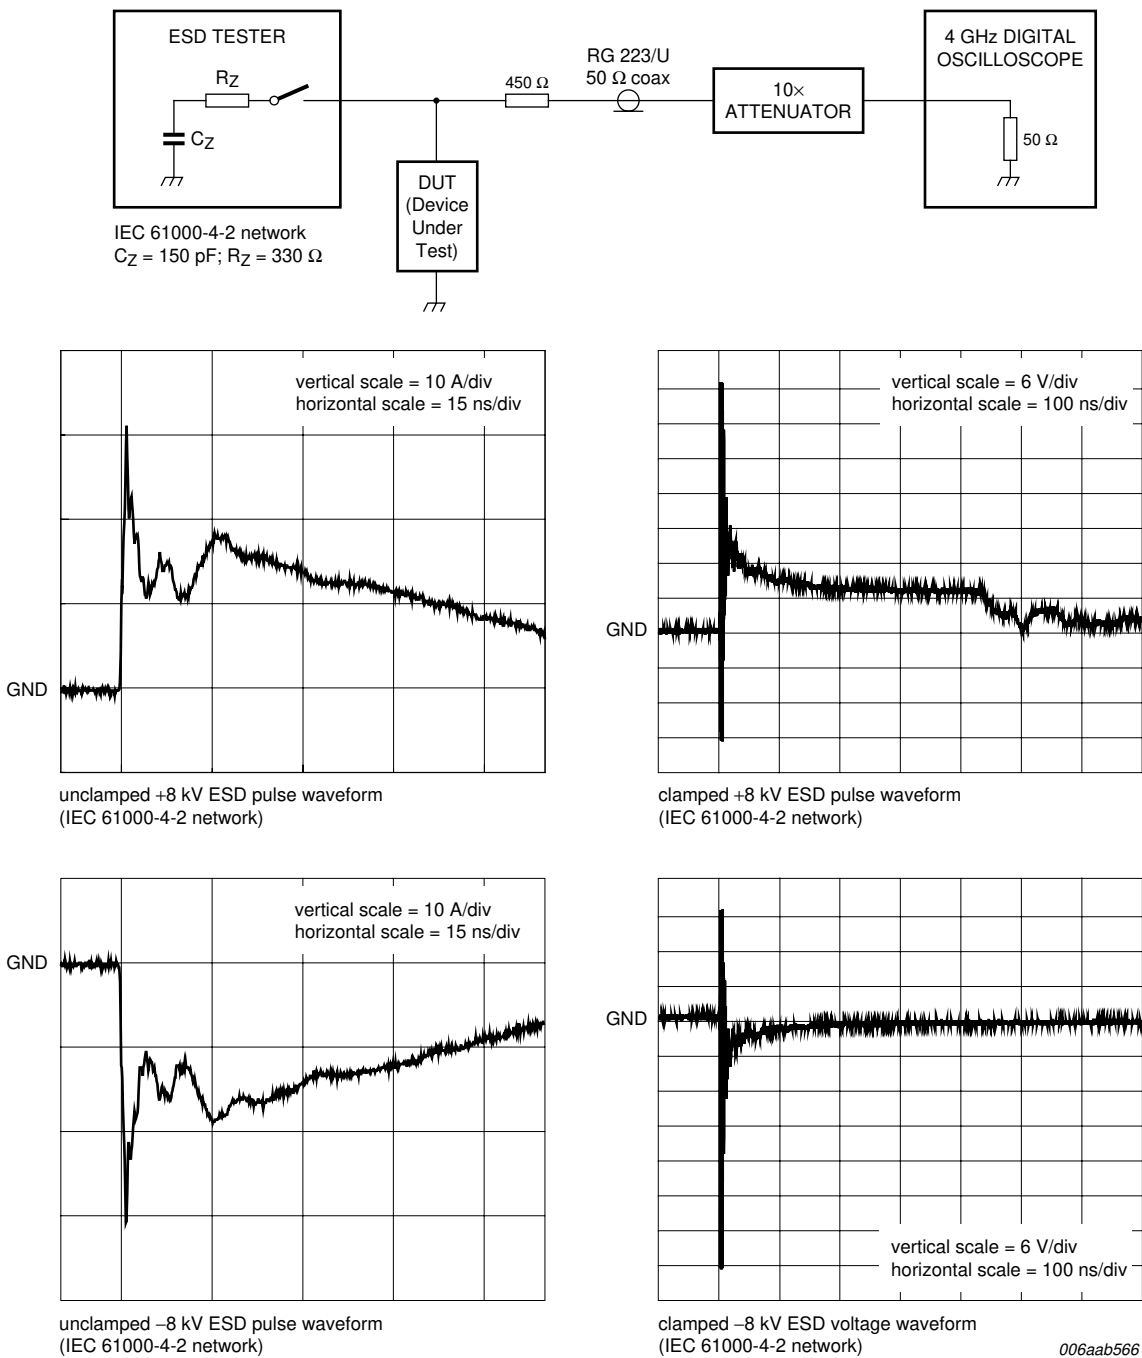 ESD TESTER
RZ
CZ
IEC 61000-4-2 network
CZ = 150 pF; RZ = 330 Ω
DUT
(Device
Under
Test)
450 Ω
RG 223/U
50 Ω coax
10×
ATTENUATOR
4 GHz DIGITAL
OSCILLOSCOPE
50 Ω
vertical scale = 10 A/div
horizontal scale = 15 ns/div
GND
unclamped +8 kV ESD pulse waveform
(IEC 61000-4-2 network)
vertical scale = 6 V/div
horizontal scale = 100 ns/div
GND
clamped +8 kV ESD pulse waveform
(IEC 61000-4-2 network)
vertical scale = 10 A/div
horizontal scale = 15 ns/div
GND
unclamped −8 kV ESD pulse waveform
(IEC 61000-4-2 network)
GND
vertical scale = 6 V/div
horizontal scale = 100 ns/div
clamped −8 kV ESD voltage waveform
(IEC 61000-4-2 network)
006aab566